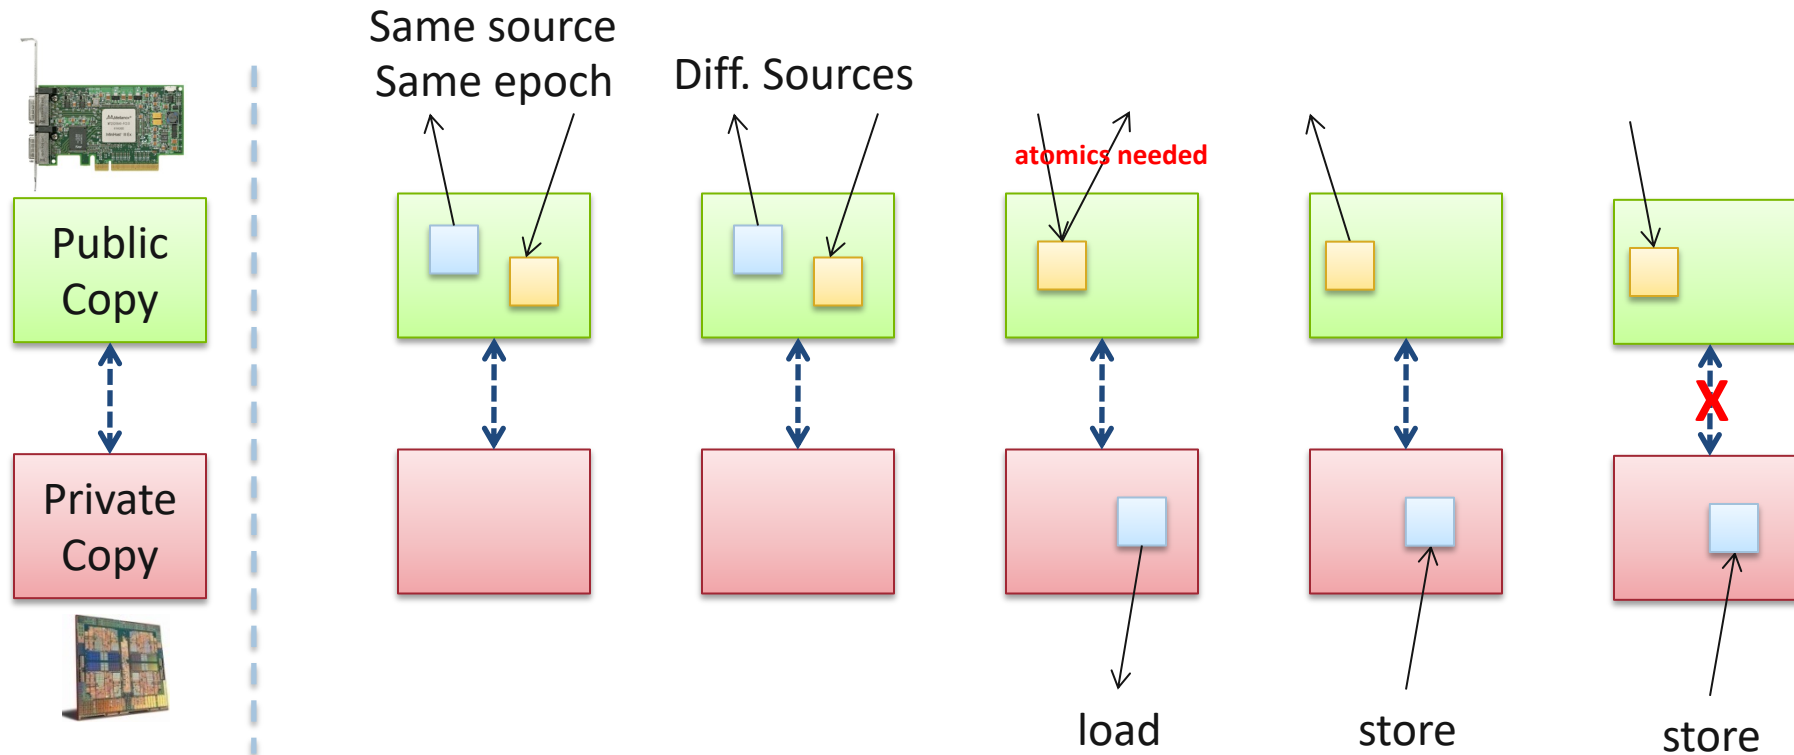 Same source
Same epoch
Diff. Sources
atomics needed
Public
Copy
X
Private
Copy
load
store
store